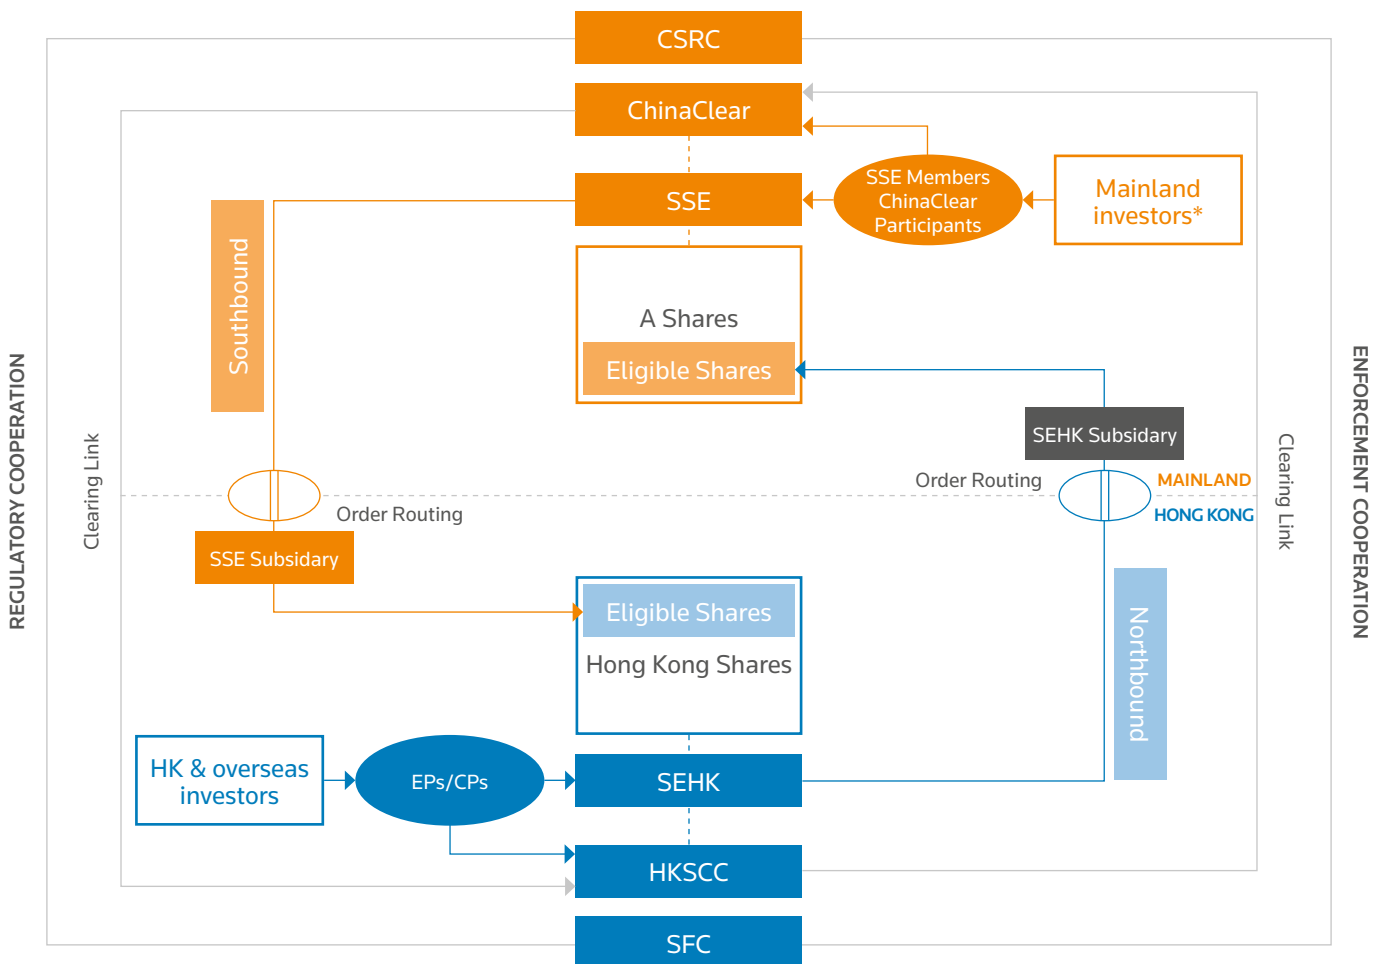 CSRC
ChinaClear
SSE Members
ChinaClear
Participants
Mainland
investors*
SSE
Southbound
A Shares
Eligible Shares
REGULATORY COOPERATION
ENFORCEMENT COOPERATION
Clearing Link
Clearing Link
SEHK Subsidary
Order Routing
MAINLAND
Order Routing
HONG KONG
SSE Subsidary
Eligible Shares
Hong Kong Shares
Northbound
HK & overseas
investors
EPs/CPs
SEHK
HKSCC
SFC